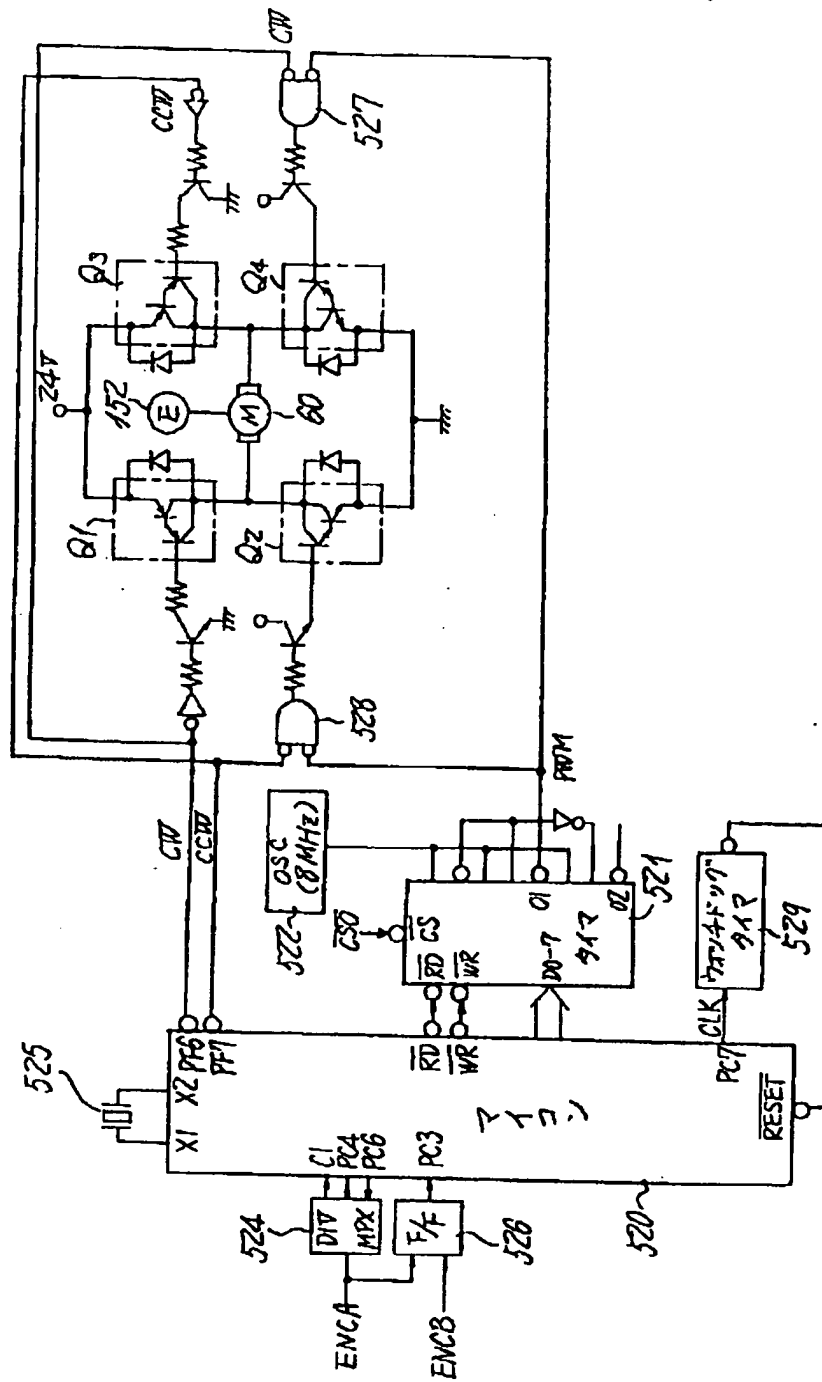 525
X1
X2
PF6
PF7
CW
CCW
524
DIV
MPX
C1
PC4
PC6
ENCA
ENCB
F/F
526
PC3
マイコン
520
RD
WR
RESET
PC7
CLK
ウォッチドッグ
タイマ
529
522
OSC
(8MHz)
CS0
CS
RD
WR
D0-7
タイマ
01
02
521
PWM
528
527
Q1
Q2
Q3
Q4
24V
152
E
M
60
CCW
CW